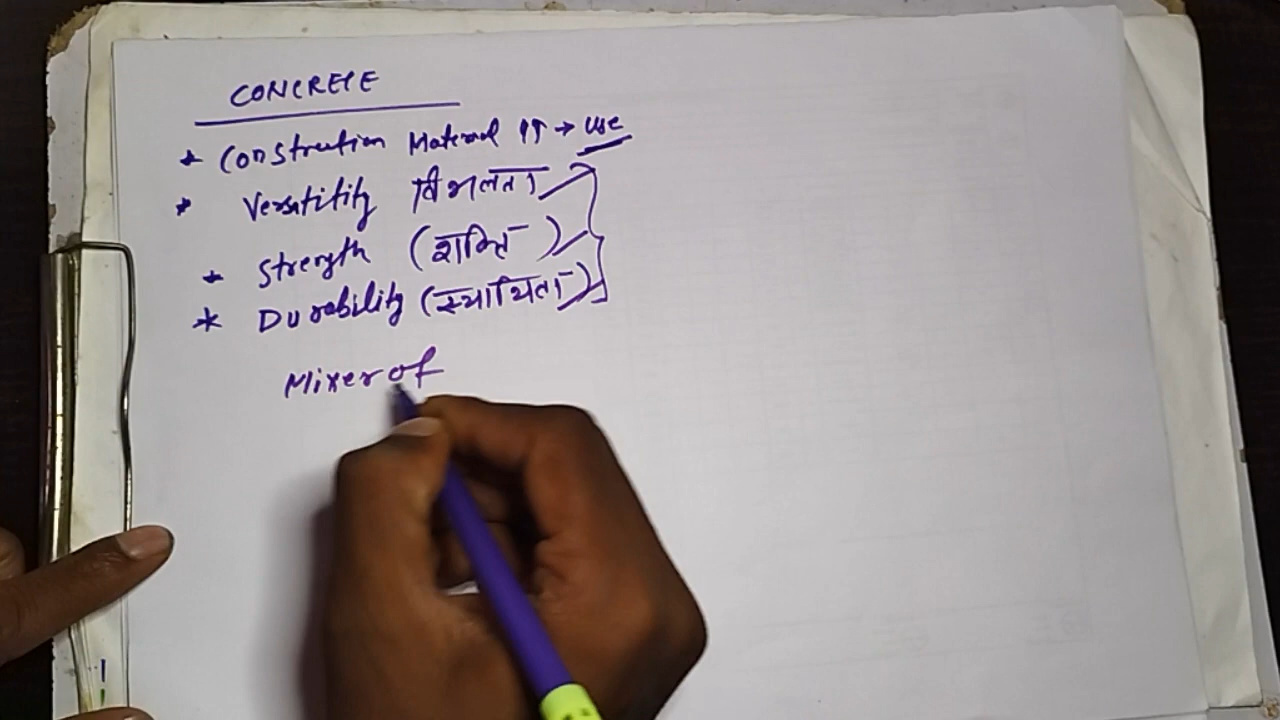 CONCRETE
* Construction Material ↑↑ → use
* Versatility विभलता
* Strength (शक्ति)
* Durability (स्थायिता)
Mixer of